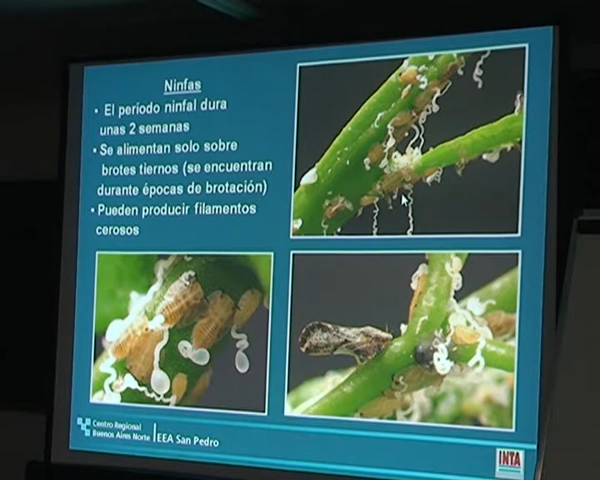 Ninfas
• El período ninfal dura
unas 2 semanas
• Se alimentan solo sobre
brotes tiernos (se encuentran
durante épocas de brotación)
• Pueden producir filamentos
cerosos
Centro Regional
Buenos Aires Norte
EEA San Pedro
INTA